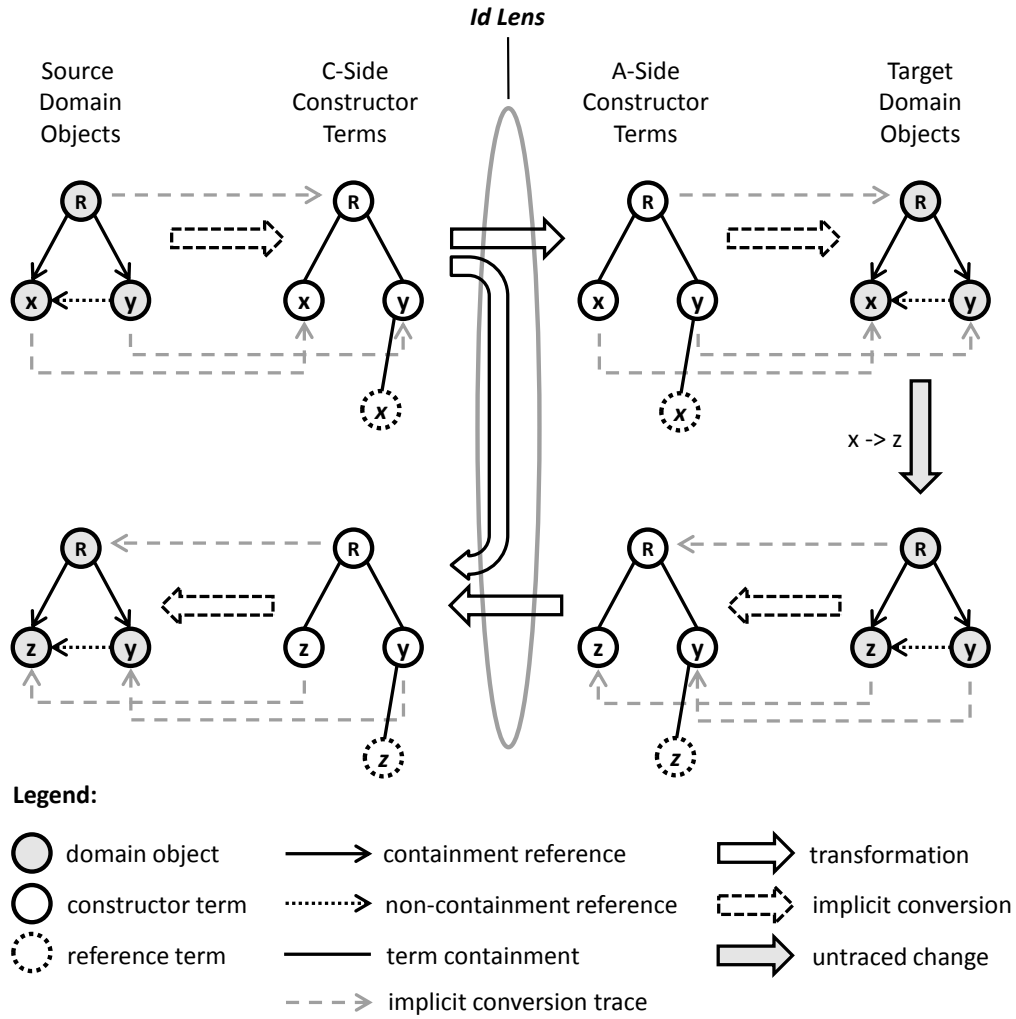 Id Lens
Source
Domain
Objects
C-Side
Constructor
Terms
A-Side
Constructor
Terms
Target
Domain
Objects
R
R
R
R
x
y
x
y
x
y
x
y
x
x
x -> z
R
R
R
R
z
y
z
y
z
y
z
y
z
z
Legend:
domain object
containment reference
transformation
constructor term
non-containment reference
implicit conversion
reference term
term containment
untraced change
implicit conversion trace